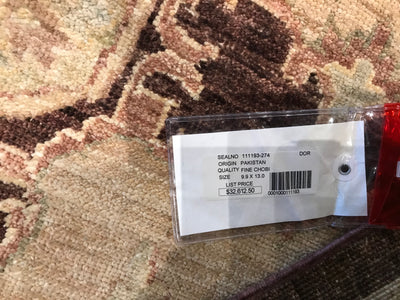 SEALNO 111193-274 DOR
ORIGIN PAKISTAN
QUALITY FINE CHOBI
SIZE 9.9 X 13.0
LIST PRICE
$32,612.50
0001000111193